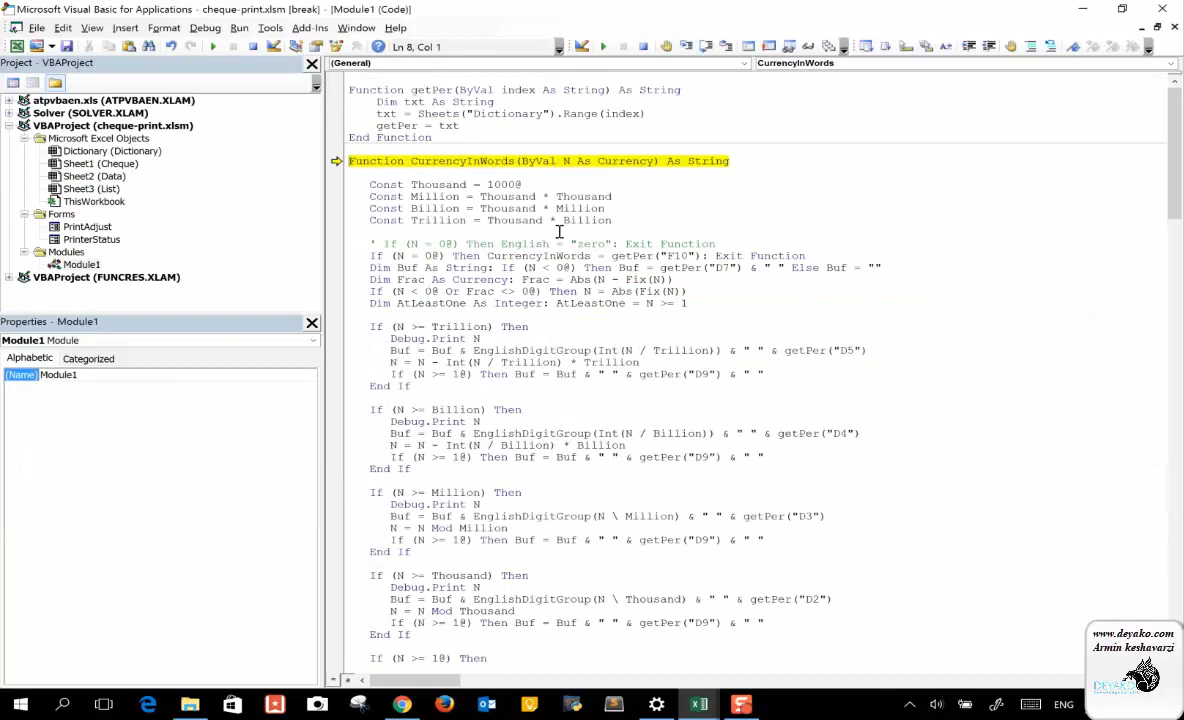 Microsoft Visual Basic for Applications - cheque-print.xlsm [break] - [Module1 (Code)]
File Edit View Insert Format Debug Run Tools Add-Ins Window Help
Ln 8, Col 1
Project - VBAProject
(General)
CurrencyInWords
atpvbaen.xls (ATPVBAEN.XLAM)
Solver (SOLVER.XLAM)
VBAProject (cheque-print.xlsm)
Microsoft Excel Objects
Dictionary (Dictionary)
Sheet1 (Cheque)
Sheet2 (Data)
Sheet3 (List)
ThisWorkbook
Forms
PrintAdjust
PrinterStatus
Modules
Module1
VBAProject (FUNCRES.XLAM)
Properties - Module1
Module1 Module
Alphabetic Categorized
(Name) Module1
Function getPer(ByVal index As String) As String
Dim txt As String
txt = Sheets("Dictionary").Range(index)
getPer = txt
End Function
Function CurrencyInWords(ByVal N As Currency) As String
Const Thousand = 1000@
Const Million = Thousand * Thousand
Const Billion = Thousand * Million
Const Trillion = Thousand * Billion
' If (N = 0@) Then English = "zero": Exit Function
If (N = 0@) Then CurrencyInWords = getPer("F10"): Exit Function
Dim Buf As String: If (N < 0@) Then Buf = getPer("D7") & " " Else Buf = ""
Dim Frac As Currency: Frac = Abs(N - Fix(N))
If (N < 0@ Or Frac <> 0@) Then N = Abs(Fix(N))
Dim AtLeastOne As Integer: AtLeastOne = N >= 1
If (N >= Trillion) Then
Debug.Print N
Buf = Buf & EnglishDigitGroup(Int(N / Trillion)) & " " & getPer("D5")
N = N - Int(N / Trillion) * Trillion
If (N >= 1@) Then Buf = Buf & " " & getPer("D9") & " "
End If
If (N >= Billion) Then
Debug.Print N
Buf = Buf & EnglishDigitGroup(Int(N / Billion)) & " " & getPer("D4")
N = N - Int(N / Billion) * Billion
If (N >= 1@) Then Buf = Buf & " " & getPer("D9") & " "
End If
If (N >= Million) Then
Debug.Print N
Buf = Buf & EnglishDigitGroup(N \ Million) & " " & getPer("D3")
N = N Mod Million
If (N >= 1@) Then Buf = Buf & " " & getPer("D9") & " "
End If
If (N >= Thousand) Then
Debug.Print N
Buf = Buf & EnglishDigitGroup(N \ Thousand) & " " & getPer("D2")
N = N Mod Thousand
If (N >= 1@) Then Buf = Buf & " " & getPer("D9") & " "
End If
If (N >= 1@) Then
www.deyako.com
Armin keshavarzi
DEYAKO
ENG